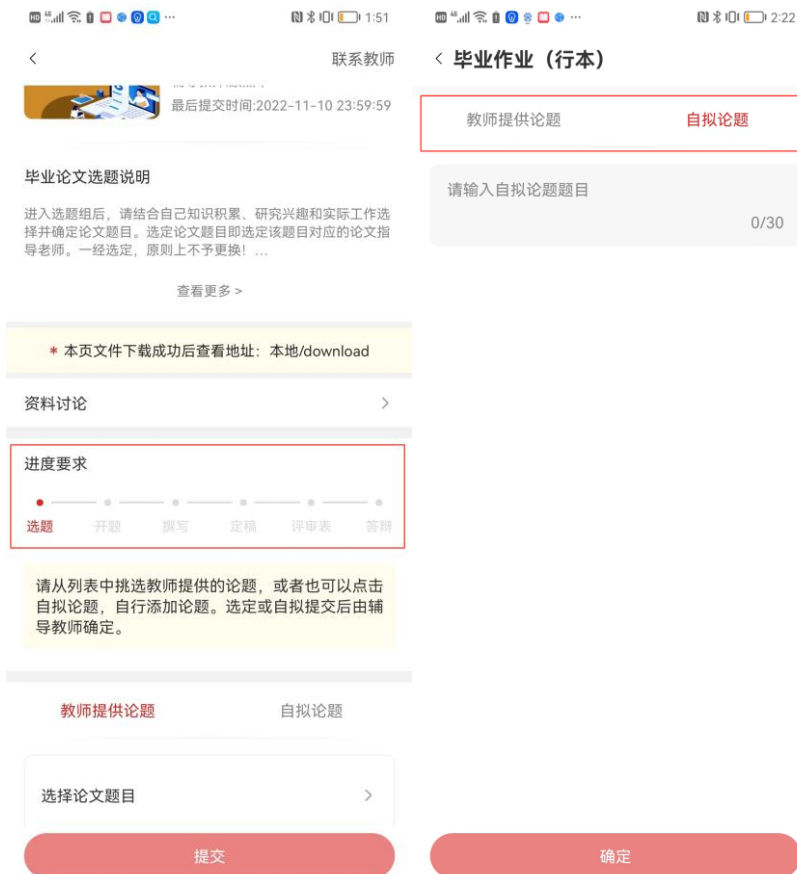 1:51
联系教师
最后提交时间:2022-11-10 23:59:59
毕业论文选题说明
进入选题组后，请结合自己知识积累、研究兴趣和实际工作选
择并确定论文题目。选定论文题目即选定该题目对应的论文指
导老师。一经选定，原则上不予更换！...
查看更多 >
* 本页文件下载成功后查看地址：本地/download
资料讨论
进度要求
选题 开题 撰写 定稿 评审表 答辩
请从列表中挑选教师提供的论题，或者也可以点击
自拟论题，自行添加论题。选定或自拟提交后由辅
导教师确定。
教师提供论题 自拟论题
选择论文题目
提交
2:22
毕业作业（行本）
教师提供论题 自拟论题
请输入自拟论题题目
0/30
确定